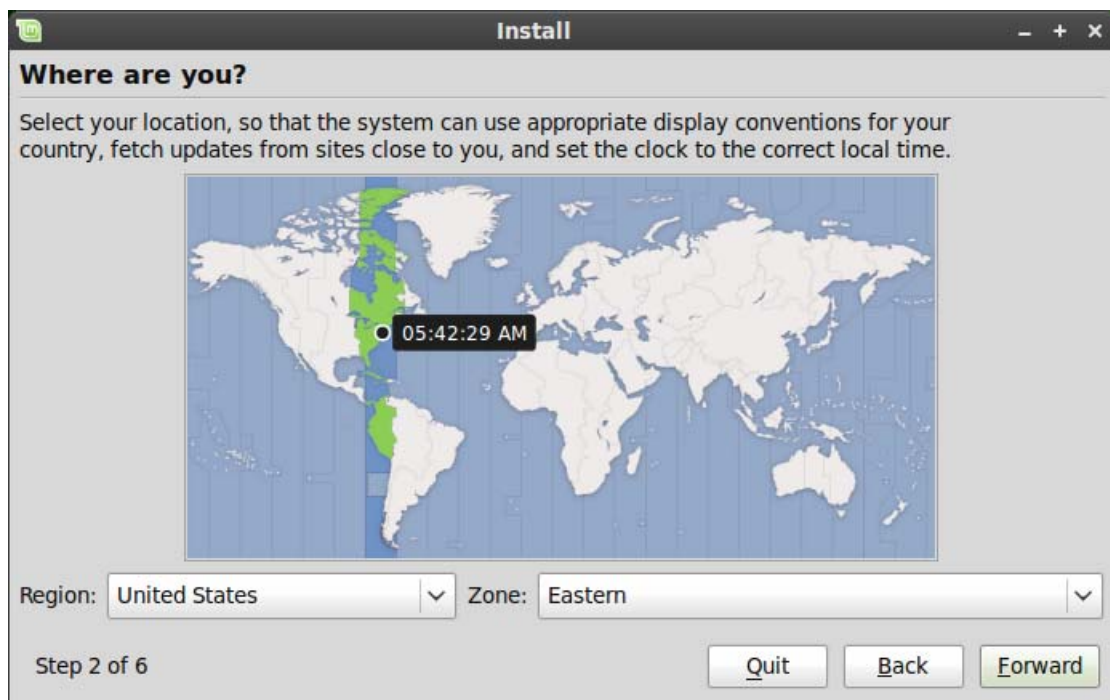 Install
Where are you?
Select your location, so that the system can use appropriate display conventions for your
country, fetch updates from sites close to you, and set the clock to the correct local time.
05:42:29 AM
Region: United States Zone: Eastern
Step 2 of 6 Quit Back Forward